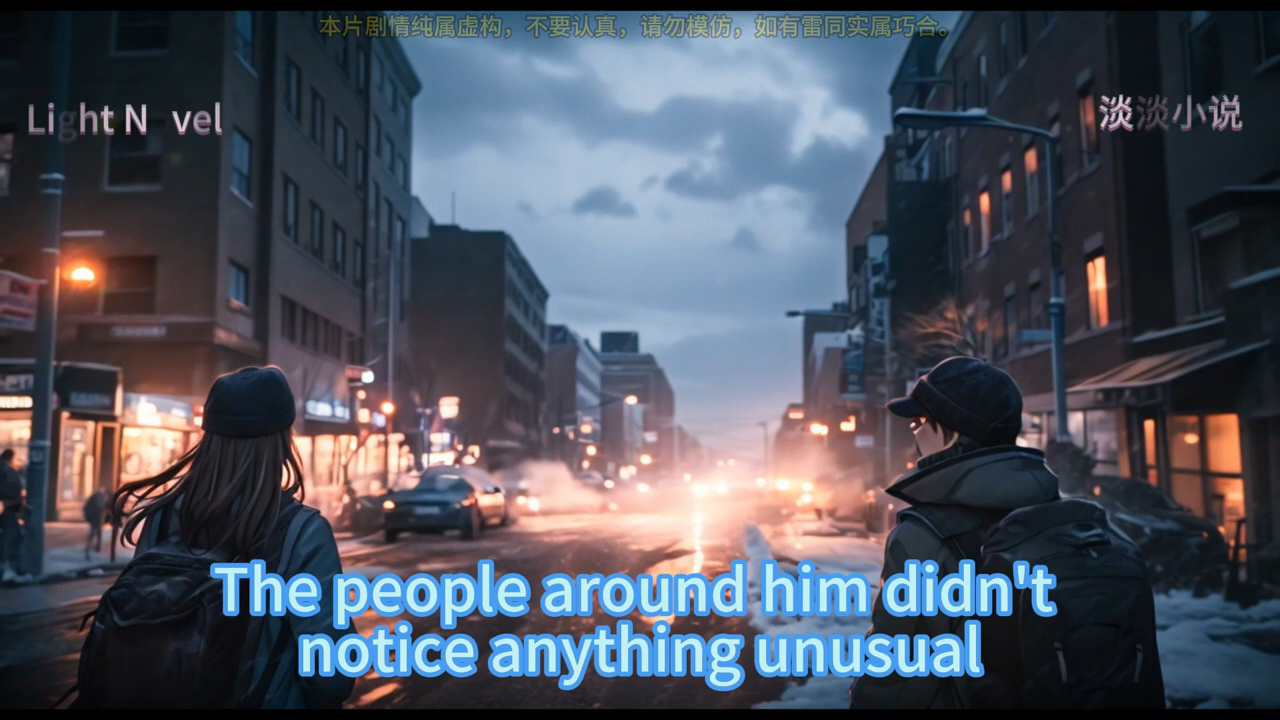 本片剧情纯属虚构，不要认真，请勿模仿，如有雷同实属巧合。
Light N vel
淡淡小说
The people around him didn't
notice anything unusual